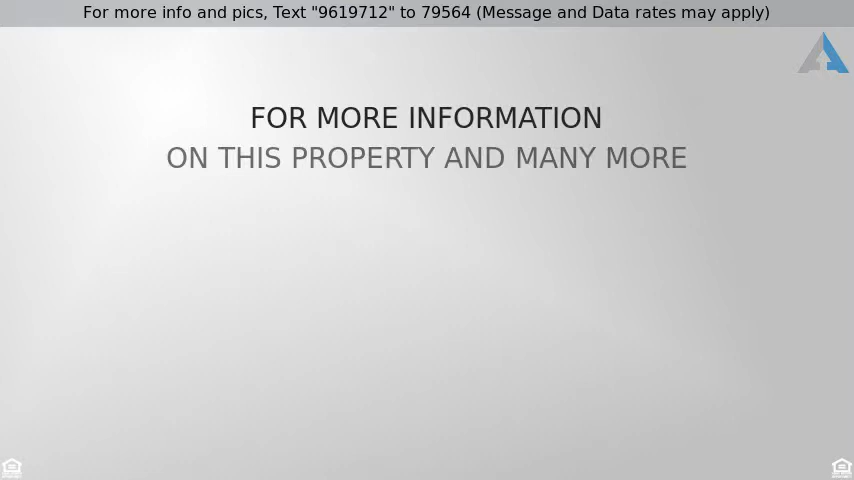 For more info and pics, Text "9619712" to 79564 (Message and Data rates may apply)
FOR MORE INFORMATION
ON THIS PROPERTY AND MANY MORE